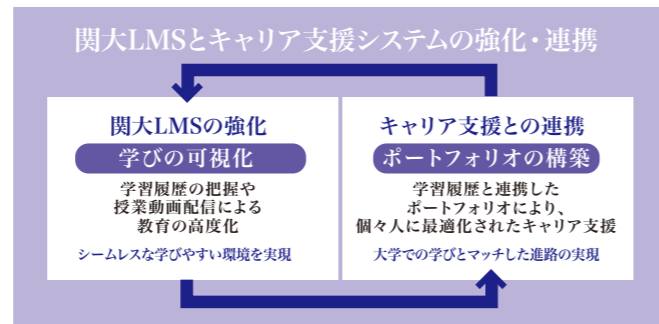 関大LMSとキャリア支援システムの強化・連携
関大LMSの強化
学びの可視化
学習履歴の把握や
授業動画配信による
教育の高度化
シームレスな学びやすい環境を実現
キャリア支援との連携
ポートフォリオの構築
学習履歴と連携した
ポートフォリオにより、
個々人に最適化されたキャリア支援
大学での学びとマッチした進路の実現